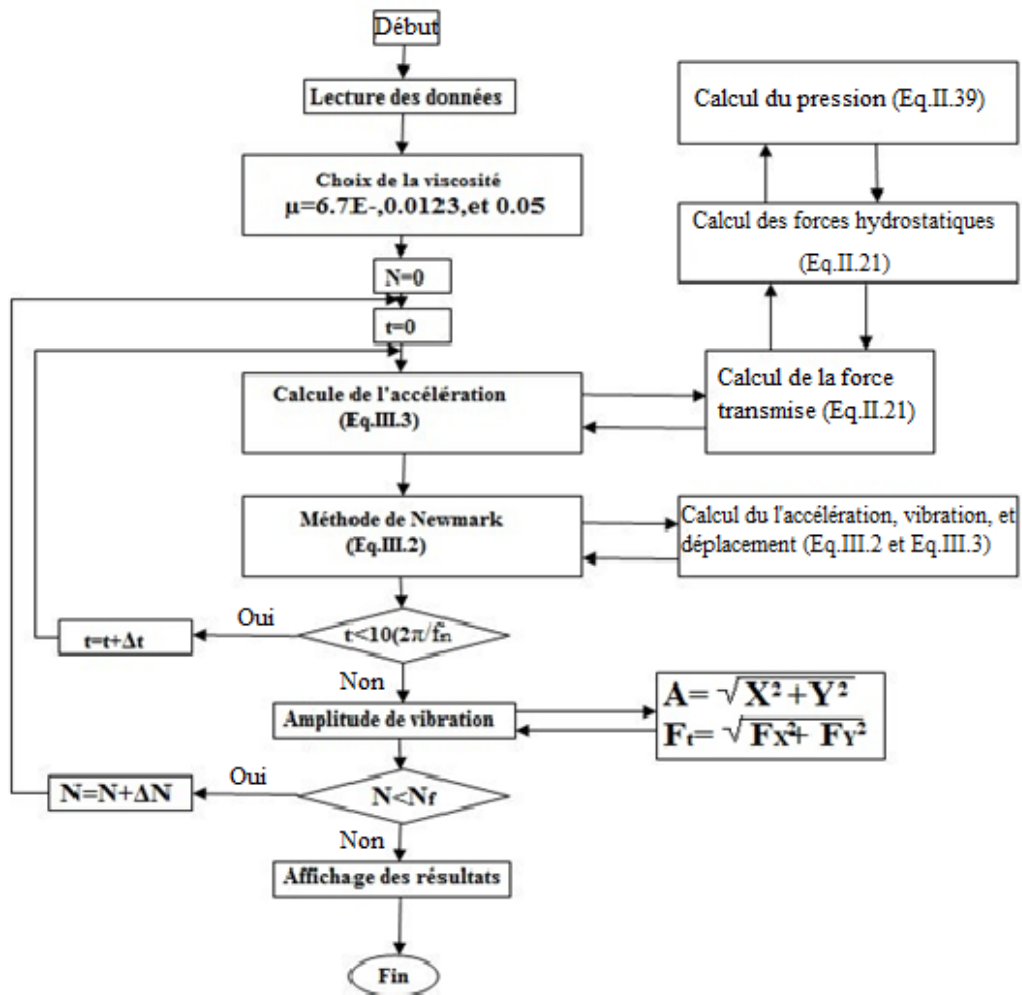 Début
Lecture des données
Choix de la viscosité
μ=6.7E-,0.0123,et 0.05
N=0
t=0
Calcule de l'accélération
(Eq.III.3)
Calcul du pression (Eq.II.39)
Calcul des forces hydrostatiques
(Eq.II.21)
Calcul de la force
transmise (Eq.II.21)
Méthode de Newmark
(Eq.III.2)
Calcul du l'accélération, vibration, et
déplacement (Eq.III.2 et Eq.III.3)
t<10(2π/
Oui
t=t+Δt
Non
Amplitude de vibration
A= √X²+Y²
Ft= √Fx²+ FY²
N<Nf
Oui
N=N+ΔN
Non
Affichage des résultats
Fin